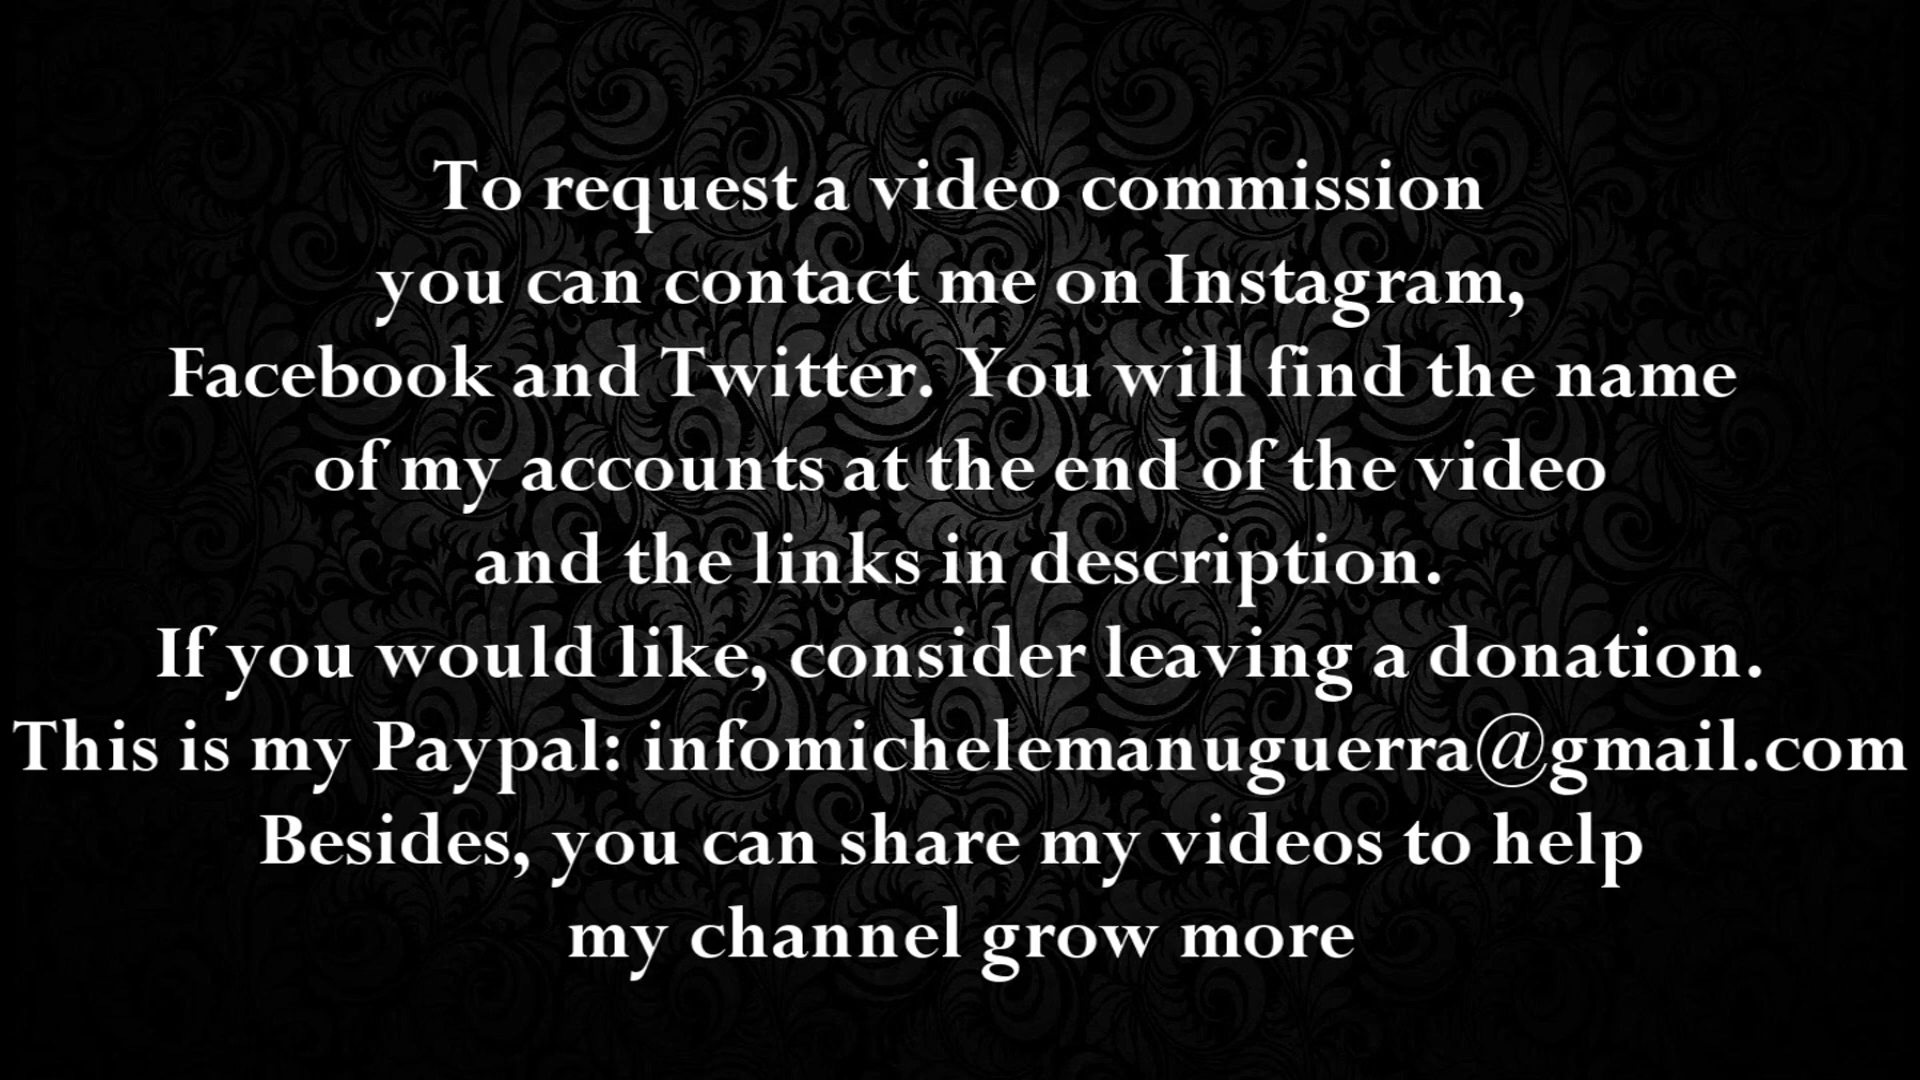 To request a video commission
you can contact me on Instagram,
Facebook and Twitter. You will find the name
of my accounts at the end of the video
and the links in description.
If you would like, consider leaving a donation.
This is my Paypal: infomichelemanuguerra@gmail.com
Besides, you can share my videos to help
my channel grow more